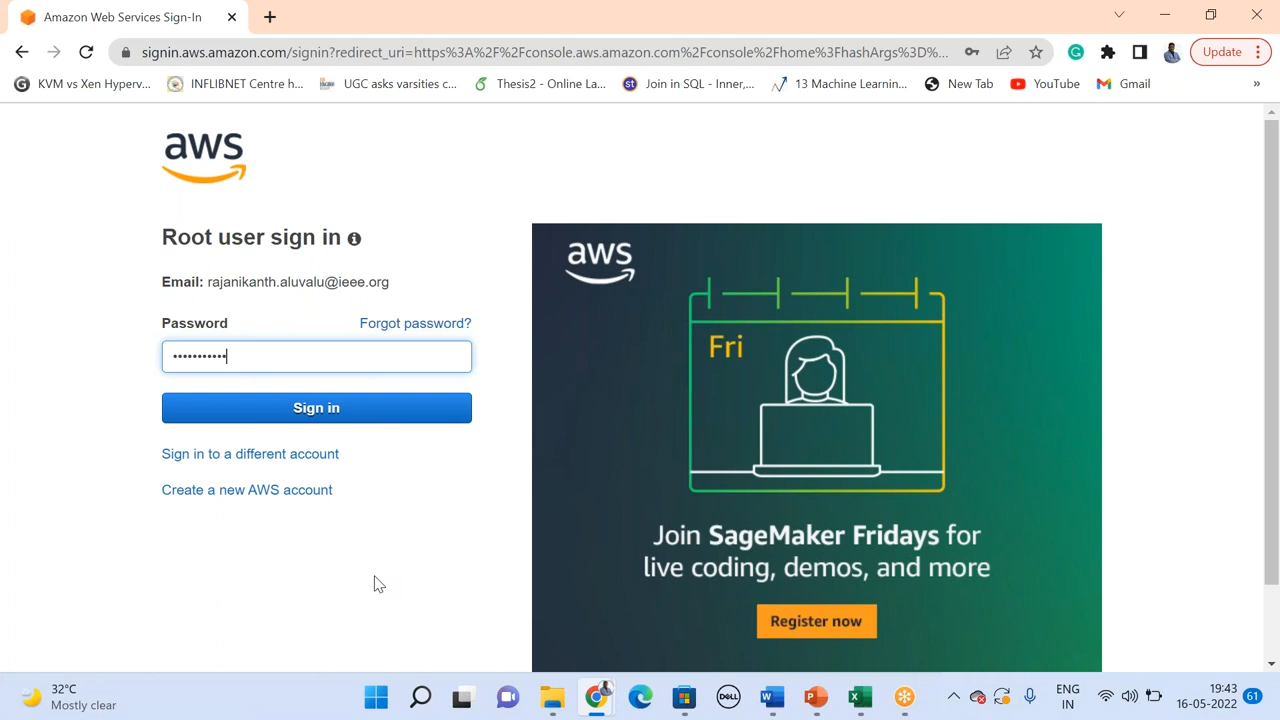 Amazon Web Services Sign-In
signin.aws.amazon.com/signin?redirect_uri=https%3A%2F%2Fconsole.aws.amazon.com%2Fconsole%2Fhome%3FhashArgs%3D%...
Update
KVM vs Xen Hyperv...
INFLIBNET Centre h...
UGC asks varsities c...
Thesis2 - Online La...
Join in SQL - Inner,...
13 Machine Learnin...
New Tab
YouTube
Gmail
»
aws
Root user sign in
Email: rajanikanth.aluvalu@ieee.org
Password
Forgot password?
•••••••••••
Sign in
Sign in to a different account
Create a new AWS account
aws
Fri
Join SageMaker Fridays for
live coding, demos, and more
Register now
32°C
Mostly clear
DELL
ENG
IN
19:43
16-05-2022
61